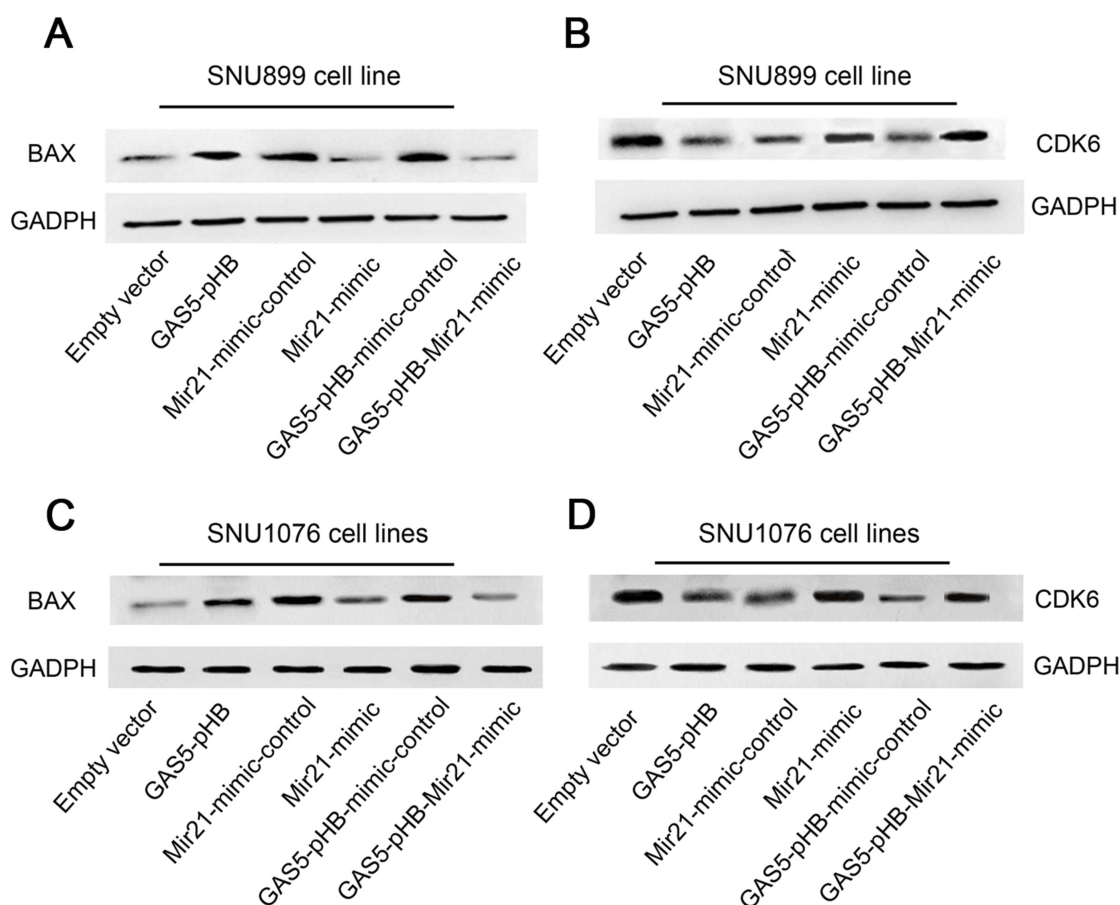 A
SNU899 cell line
BAX
GADPH
Empty vector
GAS5-pHB
Mir21-mimic-control
Mir21-mimic
GAS5-pHB-mimic-control
GAS5-pHB-Mir21-mimic
B
SNU899 cell line
CDK6
GADPH
Empty vector
GAS5-pHB
Mir21-mimic-control
Mir21-mimic
GAS5-pHB-mimic-control
GAS5-pHB-Mir21-mimic
C
SNU1076 cell lines
BAX
GADPH
Empty vector
GAS5-pHB
Mir21-mimic-control
Mir21-mimic
GAS5-pHB-mimic-control
GAS5-pHB-Mir21-mimic
D
SNU1076 cell lines
CDK6
GADPH
Empty vector
GAS5-pHB
Mir21-mimic-control
Mir21-mimic
GAS5-pHB-mimic-control
GAS5-pHB-Mir21-mimic